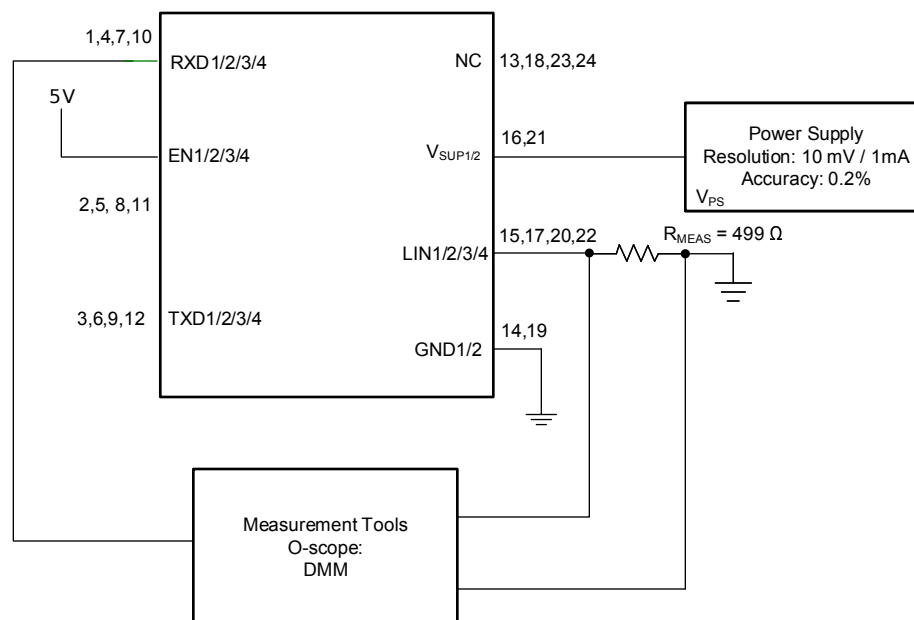 1,4,7,10
RXD1/2/3/4
NC
13,18,23,24
5V
EN1/2/3/4
VSUP1/2
16,21
Power Supply
Resolution: 10 mV / 1mA
Accuracy: 0.2%
VPS
2,5, 8,11
LIN1/2/3/4
15,17,20,22
RMEAS = 499 Ω
3,6,9,12
TXD1/2/3/4
GND1/2
14,19
Measurement Tools
O-scope:
DMM